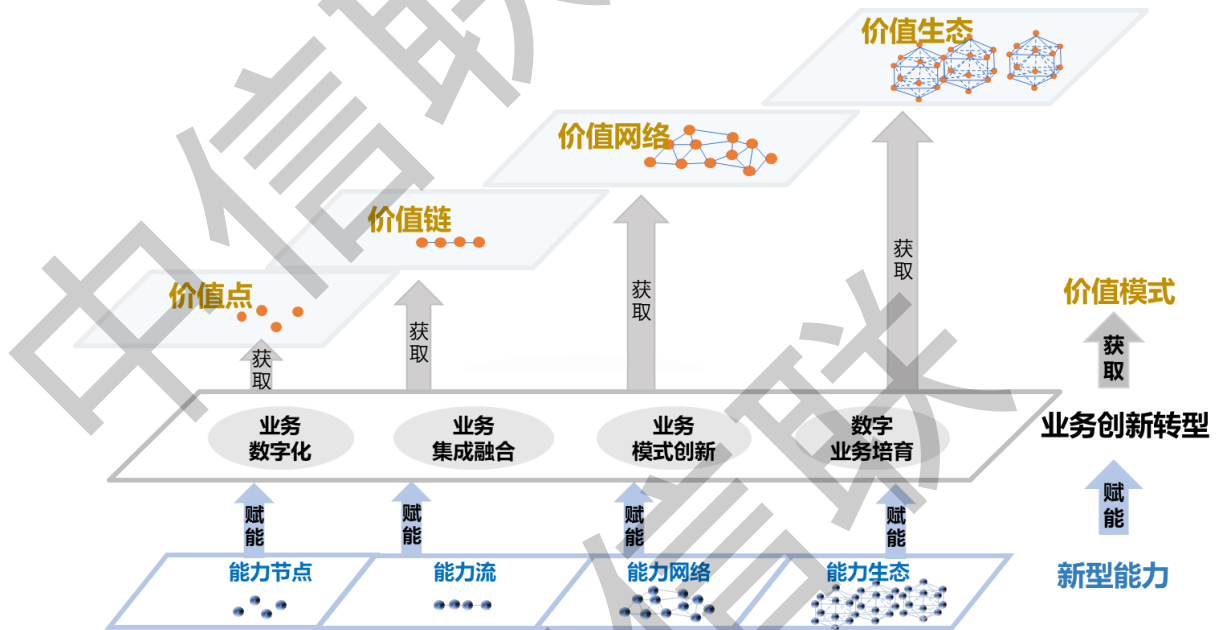 价值生态
价值网络
价值链
价值点
获取
获取
获取
获取
价值模式
获取
业务
数字化
业务
集成融合
业务
模式创新
数字
业务培育
业务创新转型
赋能
赋能
赋能
赋能
赋能
能力节点
能力流
能力网络
能力生态
新型能力
中信联
信联